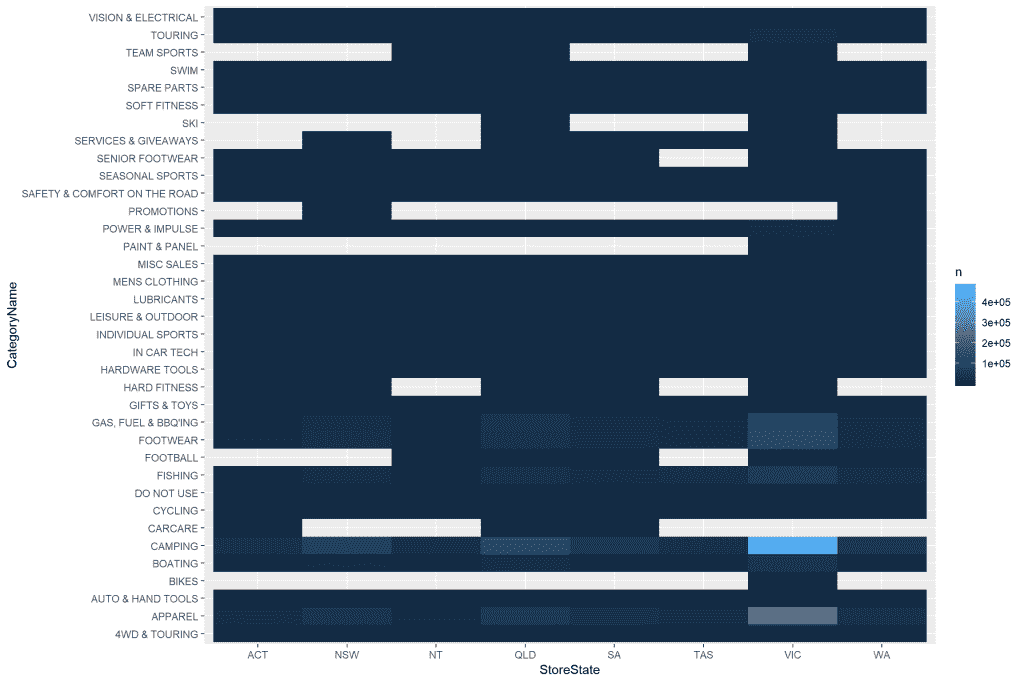 VISION & ELECTRICAL
TOURING
TEAM SPORTS
SWIM
SPARE PARTS
SOFT FITNESS
SKI
SERVICES & GIVEAWAYS
SENIOR FOOTWEAR
SEASONAL SPORTS
SAFETY & COMFORT ON THE ROAD
PROMOTIONS
POWER & IMPULSE
PAINT & PANEL
MISC SALES
MENS CLOTHING
LUBRICANTS
LEISURE & OUTDOOR
INDIVIDUAL SPORTS
IN CAR TECH
HARDWARE TOOLS
HARD FITNESS
GIFTS & TOYS
GAS, FUEL & BBQ'ING
FOOTWEAR
FOOTBALL
FISHING
DO NOT USE
CYCLING
CARCARE
CAMPING
BOATING
BIKES
AUTO & HAND TOOLS
APPAREL
4WD & TOURING
CategoryName
ACT NSW NT QLD SA TAS VIC WA
StoreState
n
4e+05
3e+05
2e+05
1e+05